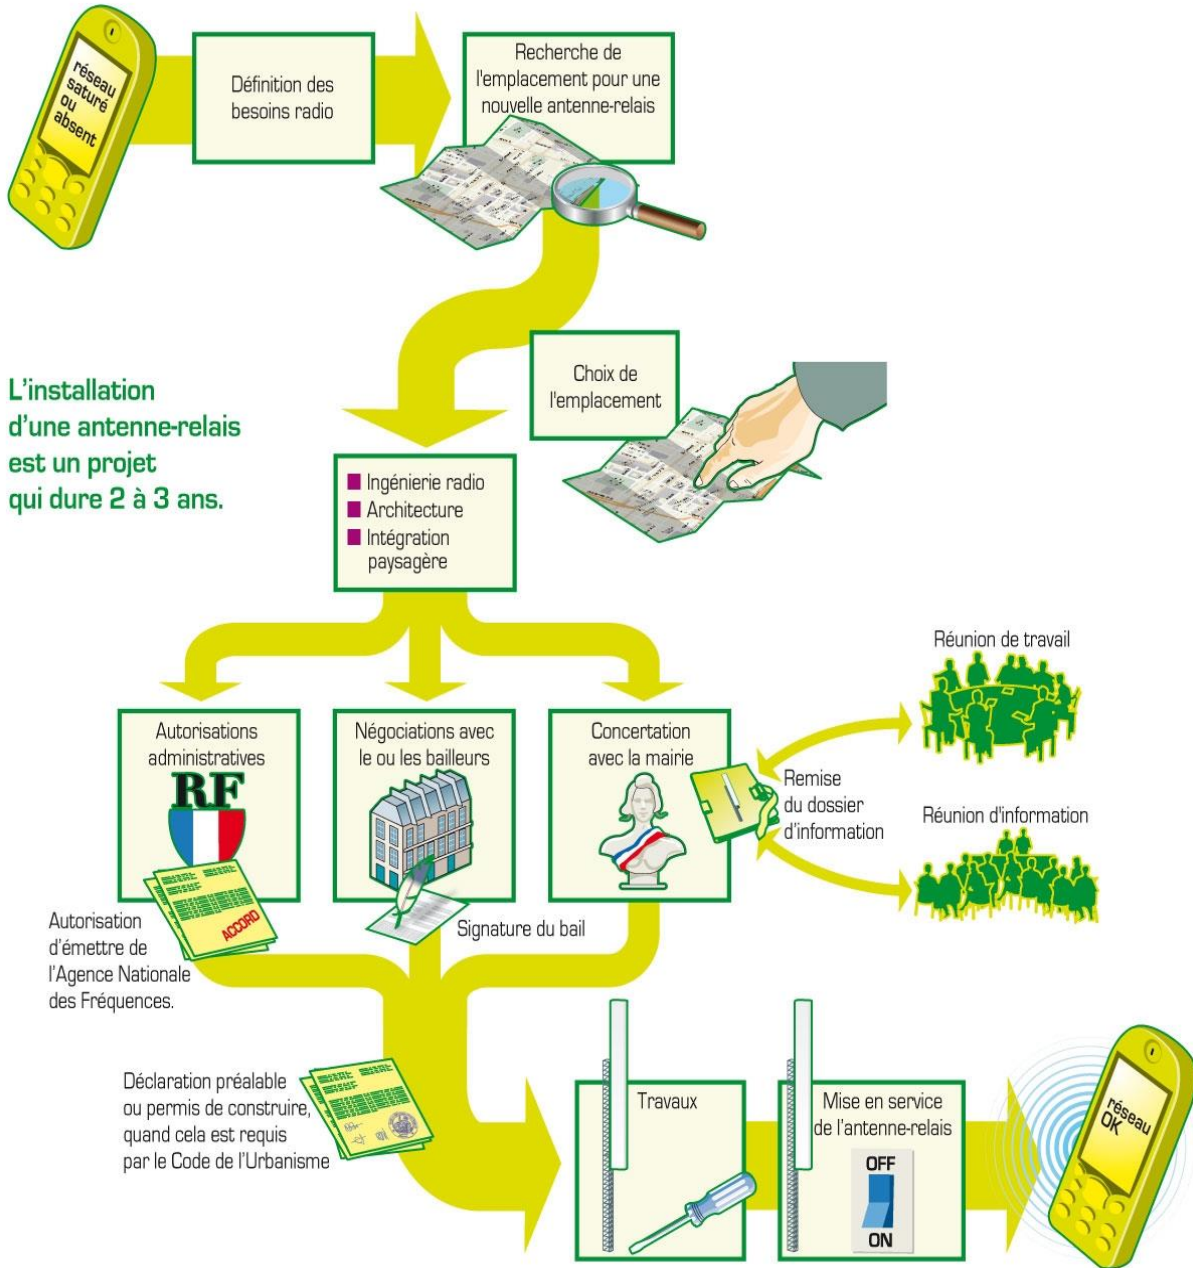 réseau
saturé
ou
absent
Définition des
besoins radio
Recherche de
l'emplacement pour une
nouvelle antenne-relais
Choix de
l'emplacement
L'installation
d'une antenne-relais
est un projet
qui dure 2 à 3 ans.
Ingénierie radio
Architecture
Intégration
paysagère
Autorisations
administratives
RF
ACCORD
Autorisation
d'émettre de
l'Agence Nationale
des Fréquences.
Négociations avec
le ou les bailleurs
Signature du bail
Concertation
avec la mairie
Remise
du dossier
d'information
Réunion de travail
Réunion d'information
Déclaration préalable
ou permis de construire,
quand cela est requis
par le Code de l'Urbanisme
Travaux
Mise en service
de l'antenne-relais
OFF
ON
réseau
OK